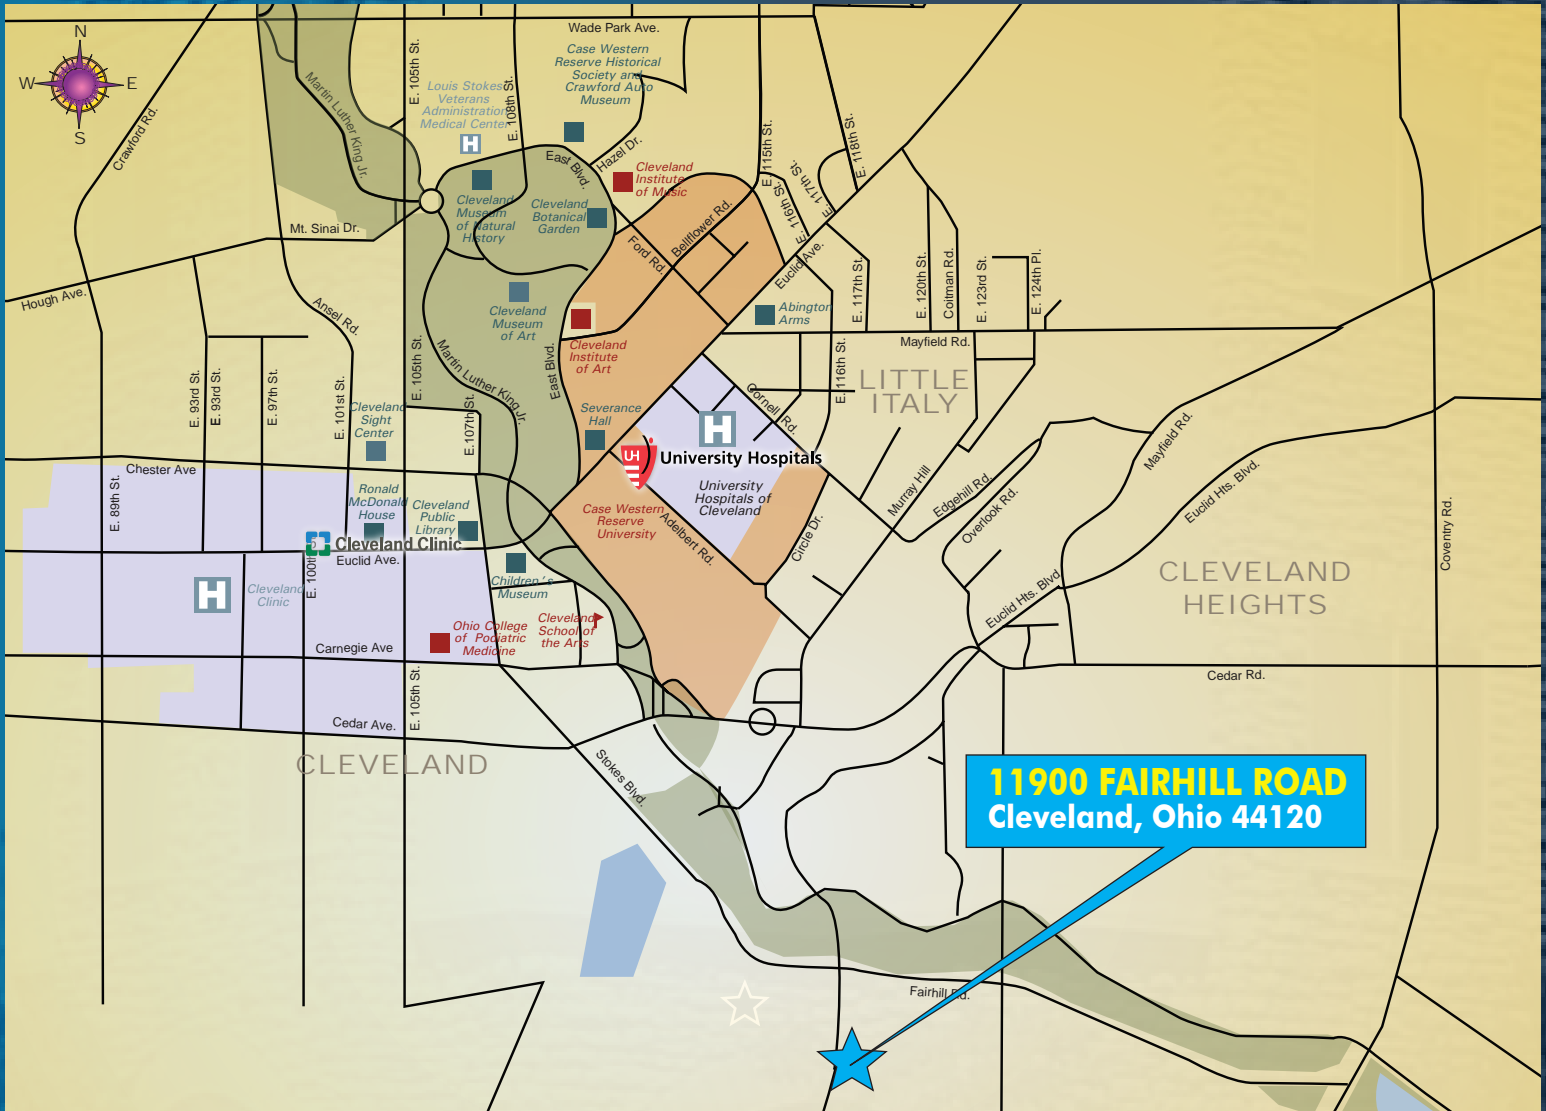 Wade Park Ave.
N
W
E
S
Crawford Rd.
Martin Luther King Jr.
E. 105th St.
Louis Stokes
Veterans
Administration
Medical Center
H
E. 108th St.
Case Western
Reserve Historical
Society and
Crawford Auto
Museum
East Blvd.
Hazel Dr.
Cleveland
Institute
of Music
E. 115th St.
E. 116th St.
E. 117th St.
E. 118th St.
Cleveland
Museum
of Natural
History
Cleveland
Botanical
Garden
Mt. Sinai Dr.
Ford Rd.
Bellflower Rd.
Euclid Ave.
Hough Ave.
Ansel Rd.
Cleveland
Museum
of Art
Cleveland
Institute
of Art
Abington
Arms
E. 117th St.
E. 120th St.
Coltman Rd.
E. 123rd St.
E. 124th Pl.
Mayfield Rd.
E. 93rd St.
E. 93rd St.
E. 97th St.
E. 101st St.
E. 105th St.
Martin Luther King Jr.
East Blvd.
E. 116th St.
LITTLE
ITALY
Cornell Rd.
Cleveland
Sight
Center
E.107th St.
Severance
Hall
H
UH
University Hospitals
University
Hospitals of
Cleveland
Chester Ave
E. 89th St.
Ronald
McDonald
House
Cleveland
Public
Library
Case Western
Reserve
University
Adelbert Rd.
Circle Dr.
Murray Hill
Edgehill Rd.
Overlook Rd.
Mayfield Rd.
Euclid Hts. Blvd.
Coventry Rd.
Cleveland Clinic
Euclid Ave.
E. 100th St.
H
Cleveland
Clinic
Children's
Museum
Euclid Hts. Blvd.
CLEVELAND
HEIGHTS
Ohio College
of Podiatric
Medicine
Cleveland
School of
the Arts
Carnegie Ave
E. 105th St.
Cedar Rd.
Cedar Ave.
CLEVELAND
Stokes Blvd.
11900 FAIRHILL ROAD
Cleveland, Ohio 44120
Fairhill Rd.